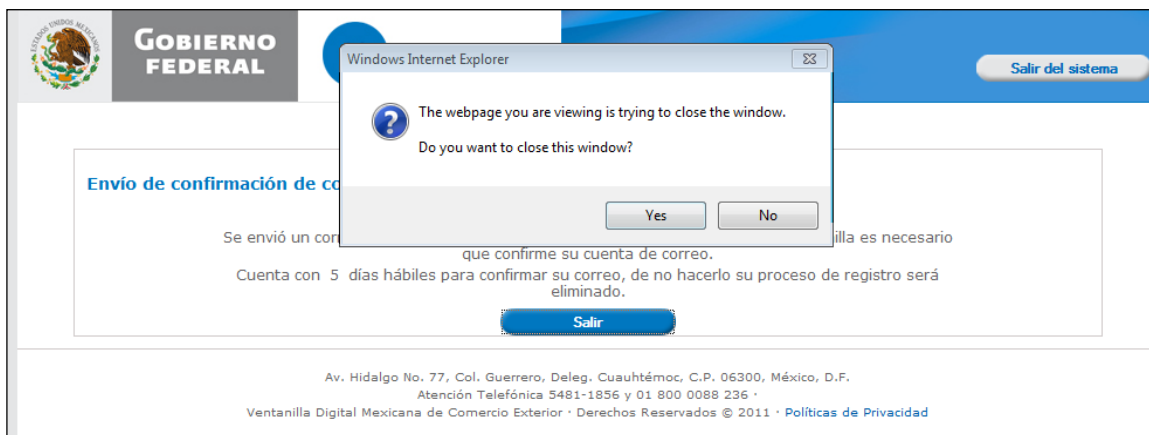 ESTADOS UNIDOS MEXICANOS
GOBIERNO
FEDERAL
Windows Internet Explorer
Salir del sistema
The webpage you are viewing is trying to close the window.
Do you want to close this window?
Yes No
Envío de confirmación de
Se envió un illa es necesario
que confirme su cuenta de correo.
Cuenta con 5 días hábiles para confirmar su correo, de no hacerlo su proceso de registro será
eliminado.
Salir
Av. Hidalgo No. 77, Col. Guerrero, Deleg. Cuauhtémoc, C.P. 06300, México, D.F.
Atención Telefónica 5481-1856 y 01 800 0088 236 ·
Ventanilla Digital Mexicana de Comercio Exterior · Derechos Reservados © 2011 · Políticas de Privacidad